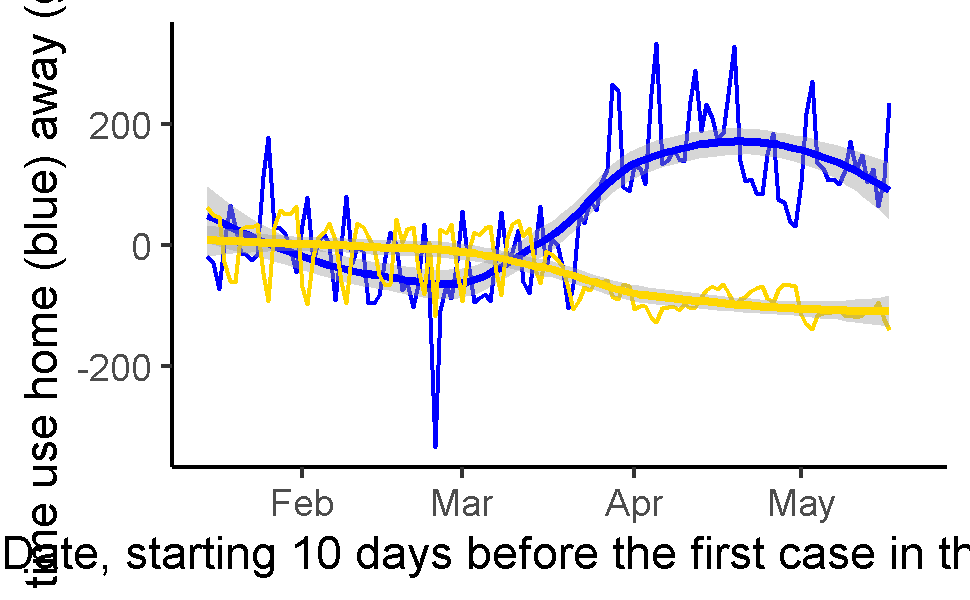 time use home (blue) away (
200
0
-200
Feb Mar Apr May
Date, starting 10 days before the first case in th